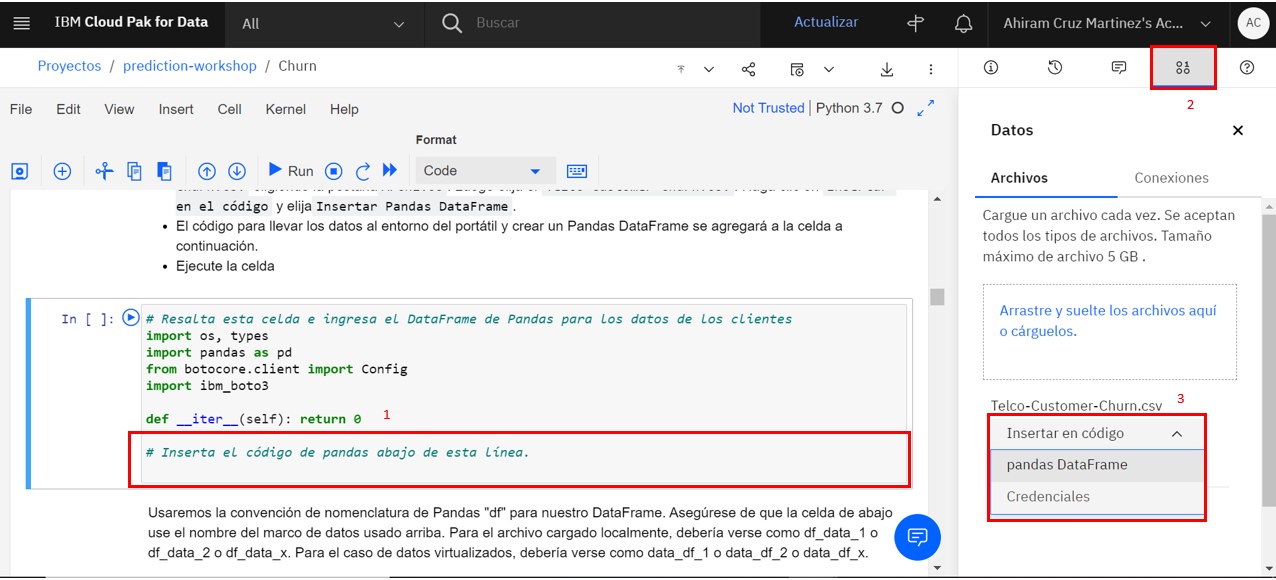 IBM Cloud Pak for Data
All
Buscar
Actualizar
Ahiram Cruz Martinez's Ac...
AC
Proyectos / prediction-workshop / Churn
2
File Edit View Insert Cell Kernel Help
Not Trusted | Python 3.7
Format
Run
Code
en el código y elija Insertar Pandas DataFrame.
• El código para llevar los datos al entorno del portátil y crear un Pandas DataFrame se agregará a la celda a
continuación.
• Ejecute la celda
In [ ]:
# Resalta esta celda e ingresa el DataFrame de Pandas para los datos de los clientes
import os, types
import pandas as pd
from botocore.client import Config
import ibm_boto3
def __iter__(self): return 0
1
# Inserta el código de pandas abajo de esta línea.
Usaremos la convención de nomenclatura de Pandas "df" para nuestro DataFrame. Asegúrese de que la celda de abajo
use el nombre del marco de datos usado arriba. Para el archivo cargado localmente, debería verse como df_data_1 o
df_data_2 o df_data_x. Para el caso de datos virtualizados, debería verse como data_df_1 o data_df_2 o data_df_x.
Datos
Archivos
Conexiones
Cargue un archivo cada vez. Se aceptan
todos los tipos de archivos. Tamaño
máximo de archivo 5 GB .
Arrastre y suelte los archivos aquí
o cárguelos.
Telco-Customer-Churn.csv
3
Insertar en código
pandas DataFrame
Credenciales